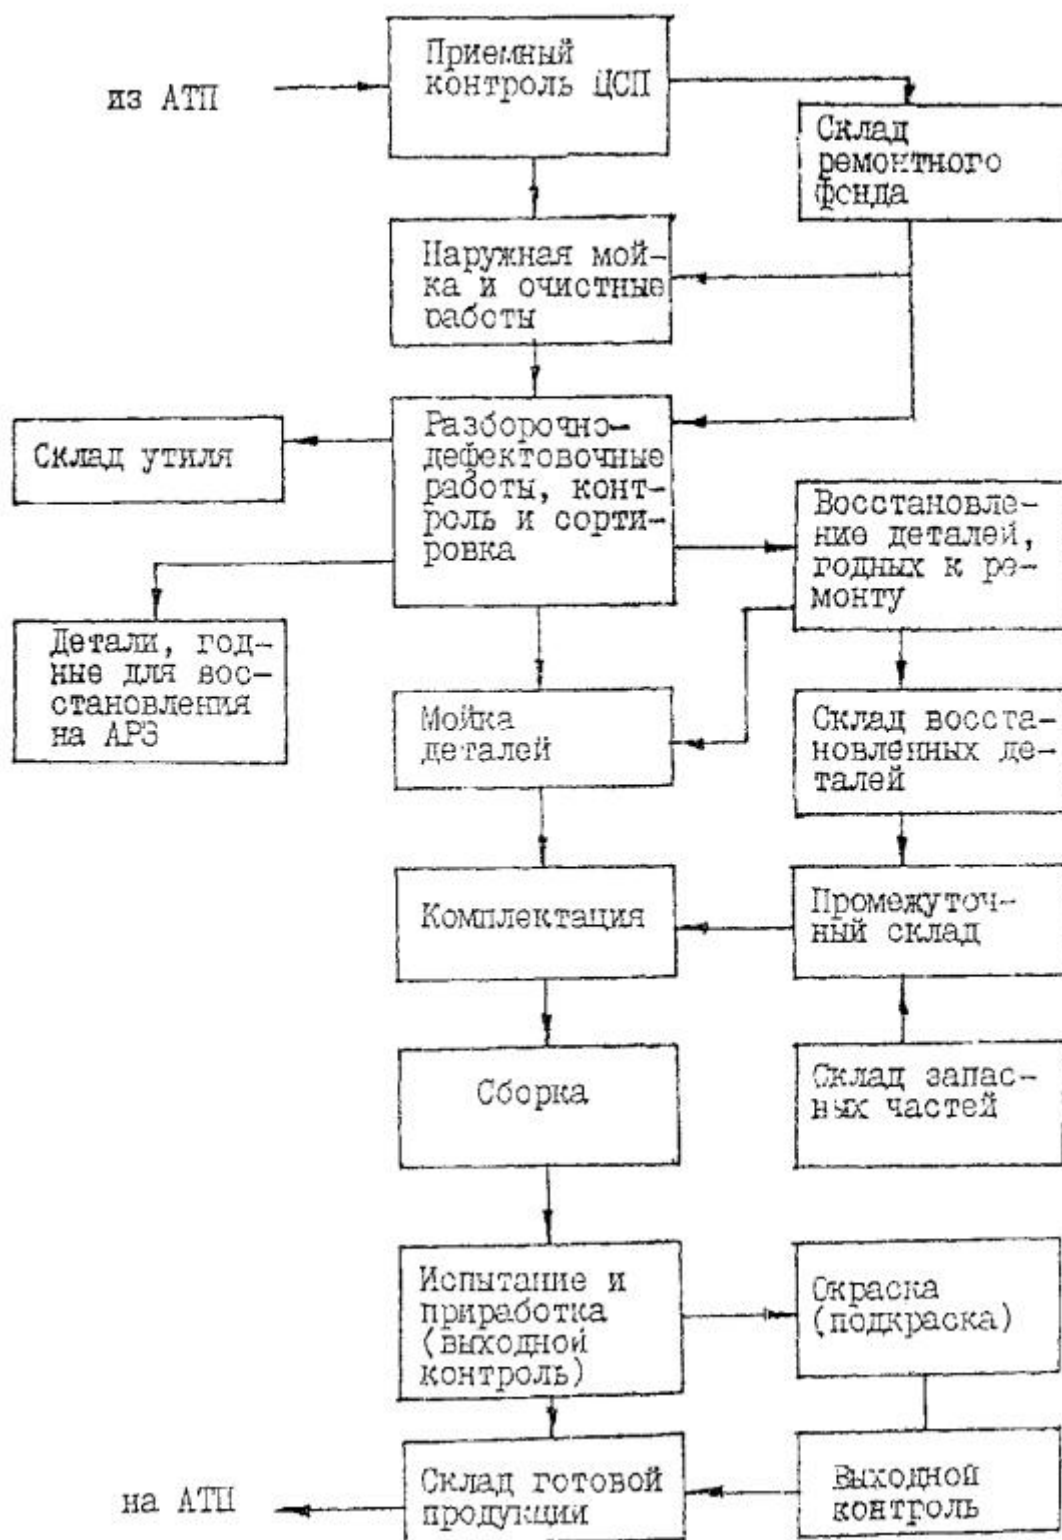 из АТП
Приемный
контроль ЦСП
Склад
ремонтного
фонда
Наружная мой-
ка и очистные
работы
Разборочно-
дефектовочные
работы, конт-
роль и сорти-
ровка
Склад утиля
Восстановле-
ние деталей,
годных к ре-
монту
Детали, год-
ные для вос-
становления
на АРЗ
Мойка
деталей
Склад восста-
новленных де-
талей
Комплектация
Промежуточ-
ный склад
Сборка
Склад запас-
ных частей
Испытание и
приработка
(выходной
контроль)
Окраска
(подкраска)
на АТП
Склад готовой
продукции
Выходной
контроль